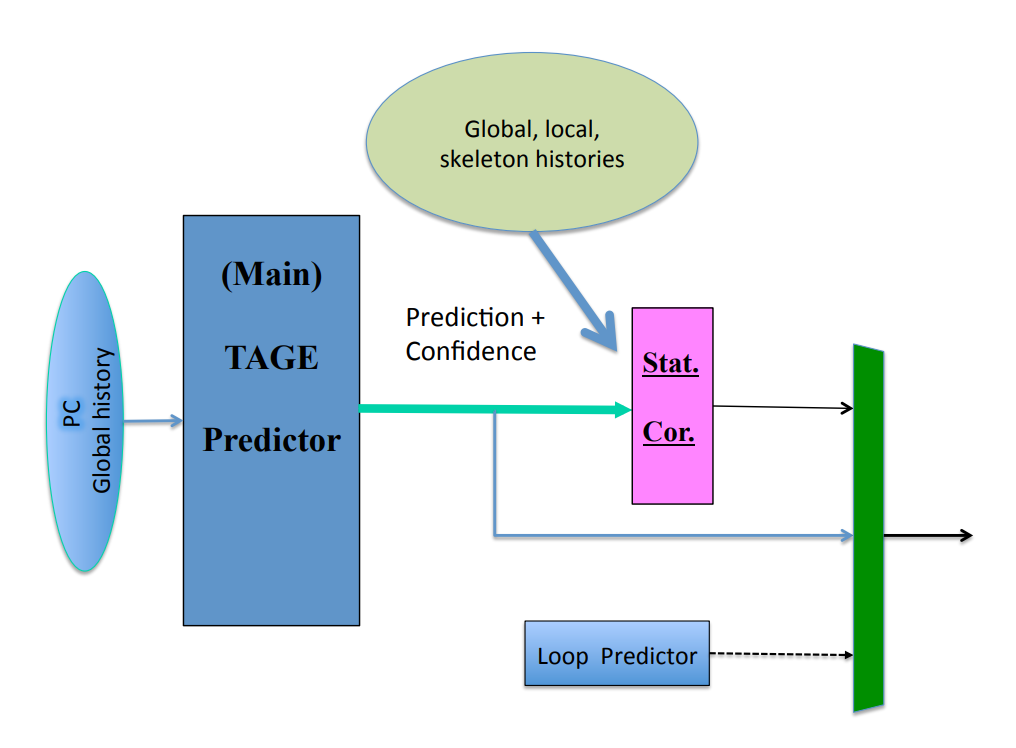 Global, local,
skeleton histories
(Main)
TAGE
Predictor
PC
Global history
Prediction +
Confidence
Stat.
Cor.
Loop Predictor